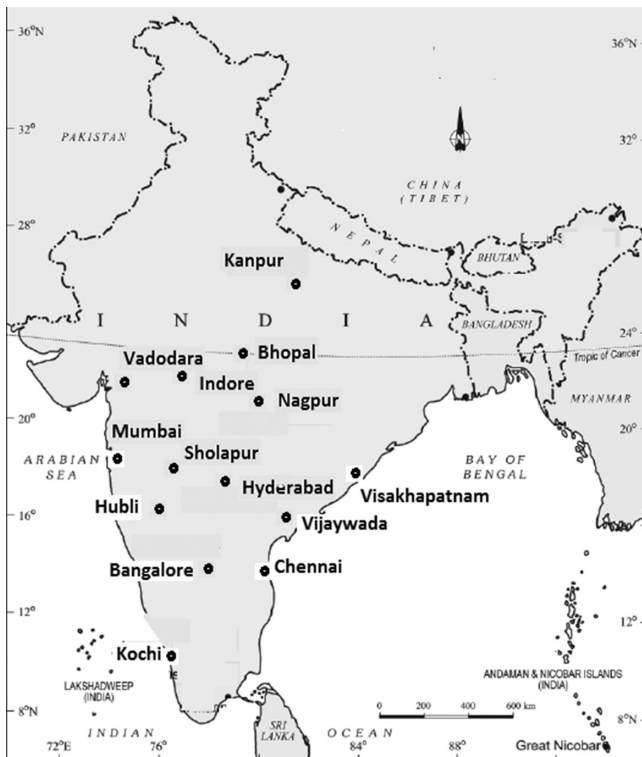 36°N
36°N
32°
32°
PAKISTAN
CHINA
(TIBET)
28°
28°
NEPAL
BHUTAN
Kanpur
INDIA
BANGLADESH
24°
Tropic of Cancer
Vadodara
Bhopal
Indore
Nagpur
MYANMAR
20°
20°
Mumbai
Sholapur
ARABIAN
SEA
BAY OF
BENGAL
Hyderabad
Visakhapatnam
Hubli
16°
16°
Vijaywada
Bangalore
Chennai
12°
12°
Kochi
LAKSHADWEEP
(INDIA)
ANDAMAN & NICOBAR ISLANDS
(INDIA)
8°N
0 200 400 600 km
8°N
INDIAN OCEAN
SRI
LANKA
Great Nicobar
72°E
76°
84°
88°